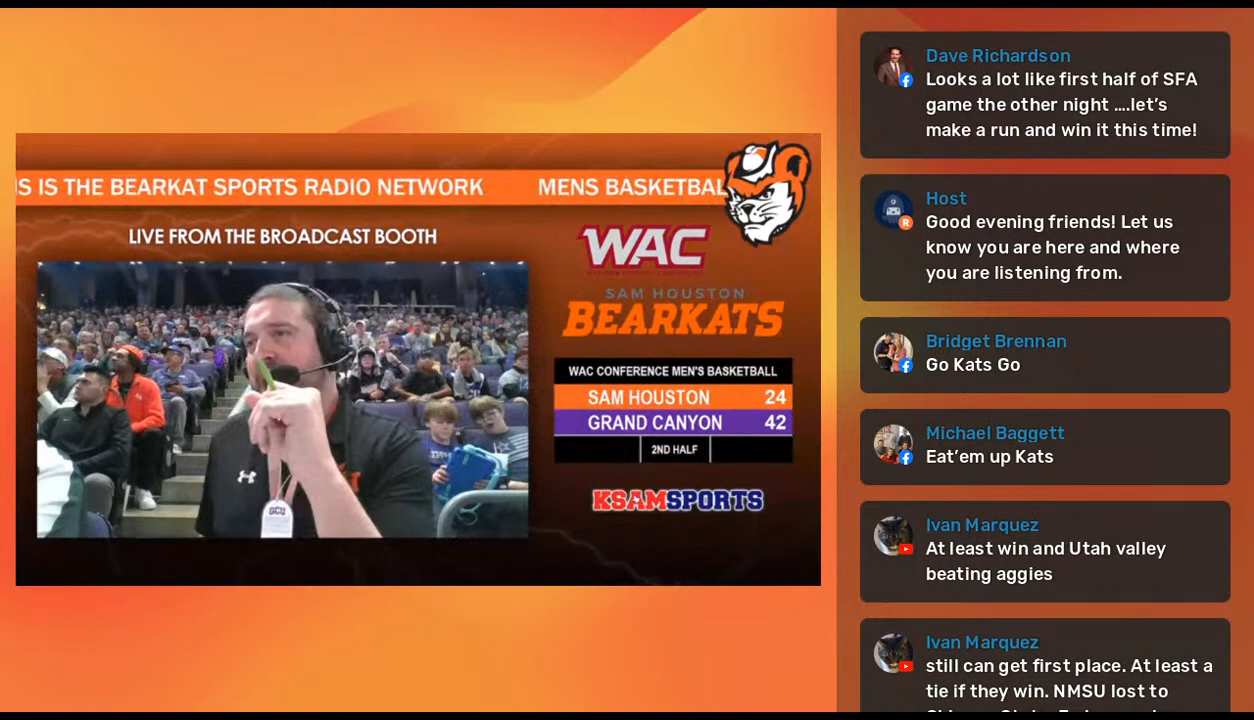 S IS THE BEARKAT SPORTS RADIO NETWORK MENS BASKETBAL
LIVE FROM THE BROADCAST BOOTH
GCU
WAC
SAM HOUSTON
BEARKATS
WAC CONFERENCE MEN'S BASKETBALL
SAM HOUSTON 24
GRAND CANYON 42
2ND HALF
KSAMSPORTS
Dave Richardson
Looks a lot like first half of SFA
game the other night ....let's
make a run and win it this time!
Host
Good evening friends! Let us
know you are here and where
you are listening from.
Bridget Brennan
Go Kats Go
Michael Baggett
Eat'em up Kats
Ivan Marquez
At least win and Utah valley
beating aggies
Ivan Marquez
still can get first place. At least a
tie if they win. NMSU lost to